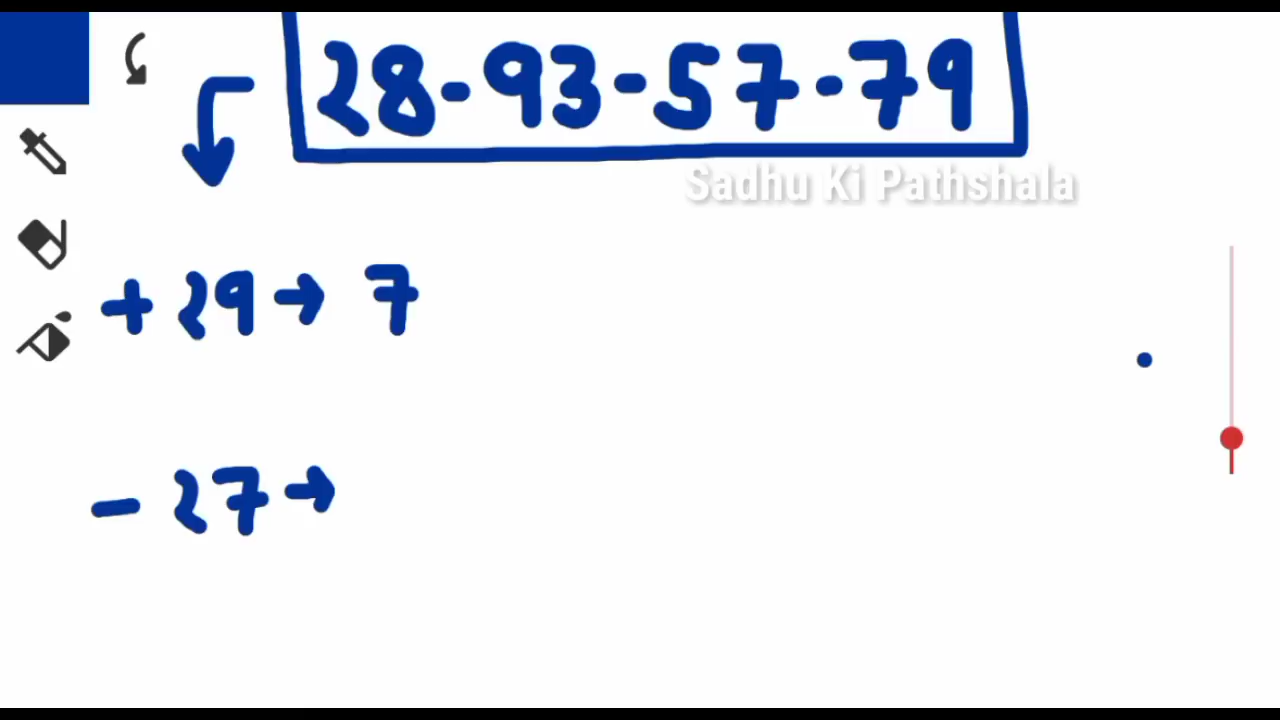 28-93-57-79
Sadhu Ki Pathshala
+ 29 → 7
- 27 →